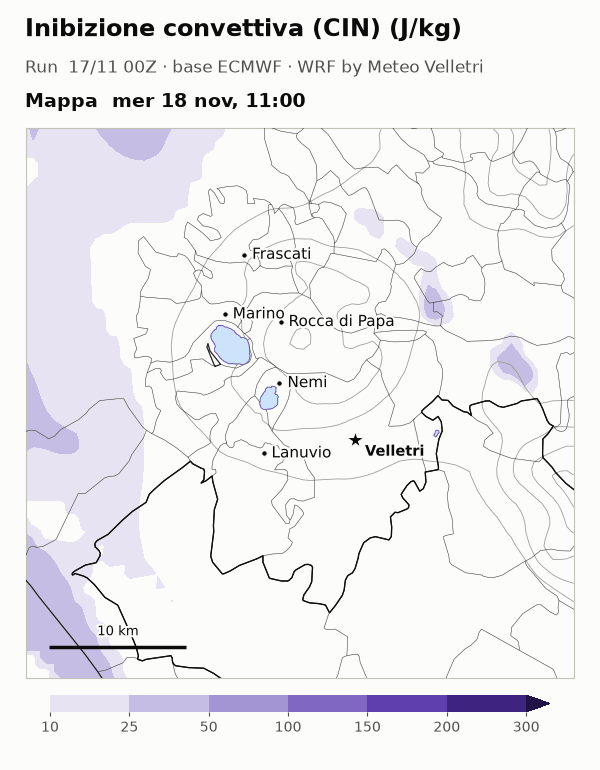 Inibizione convettiva (CIN) (J/kg)
Run  17/11 00Z · base ECMWF · WRF by Meteo Velletri
Mappa  mer 18 nov, 11:00
Frascati
Marino
Rocca di Papa
Nemi
Velletri
Lanuvio
10 km
10 25 50 100 150 200 300